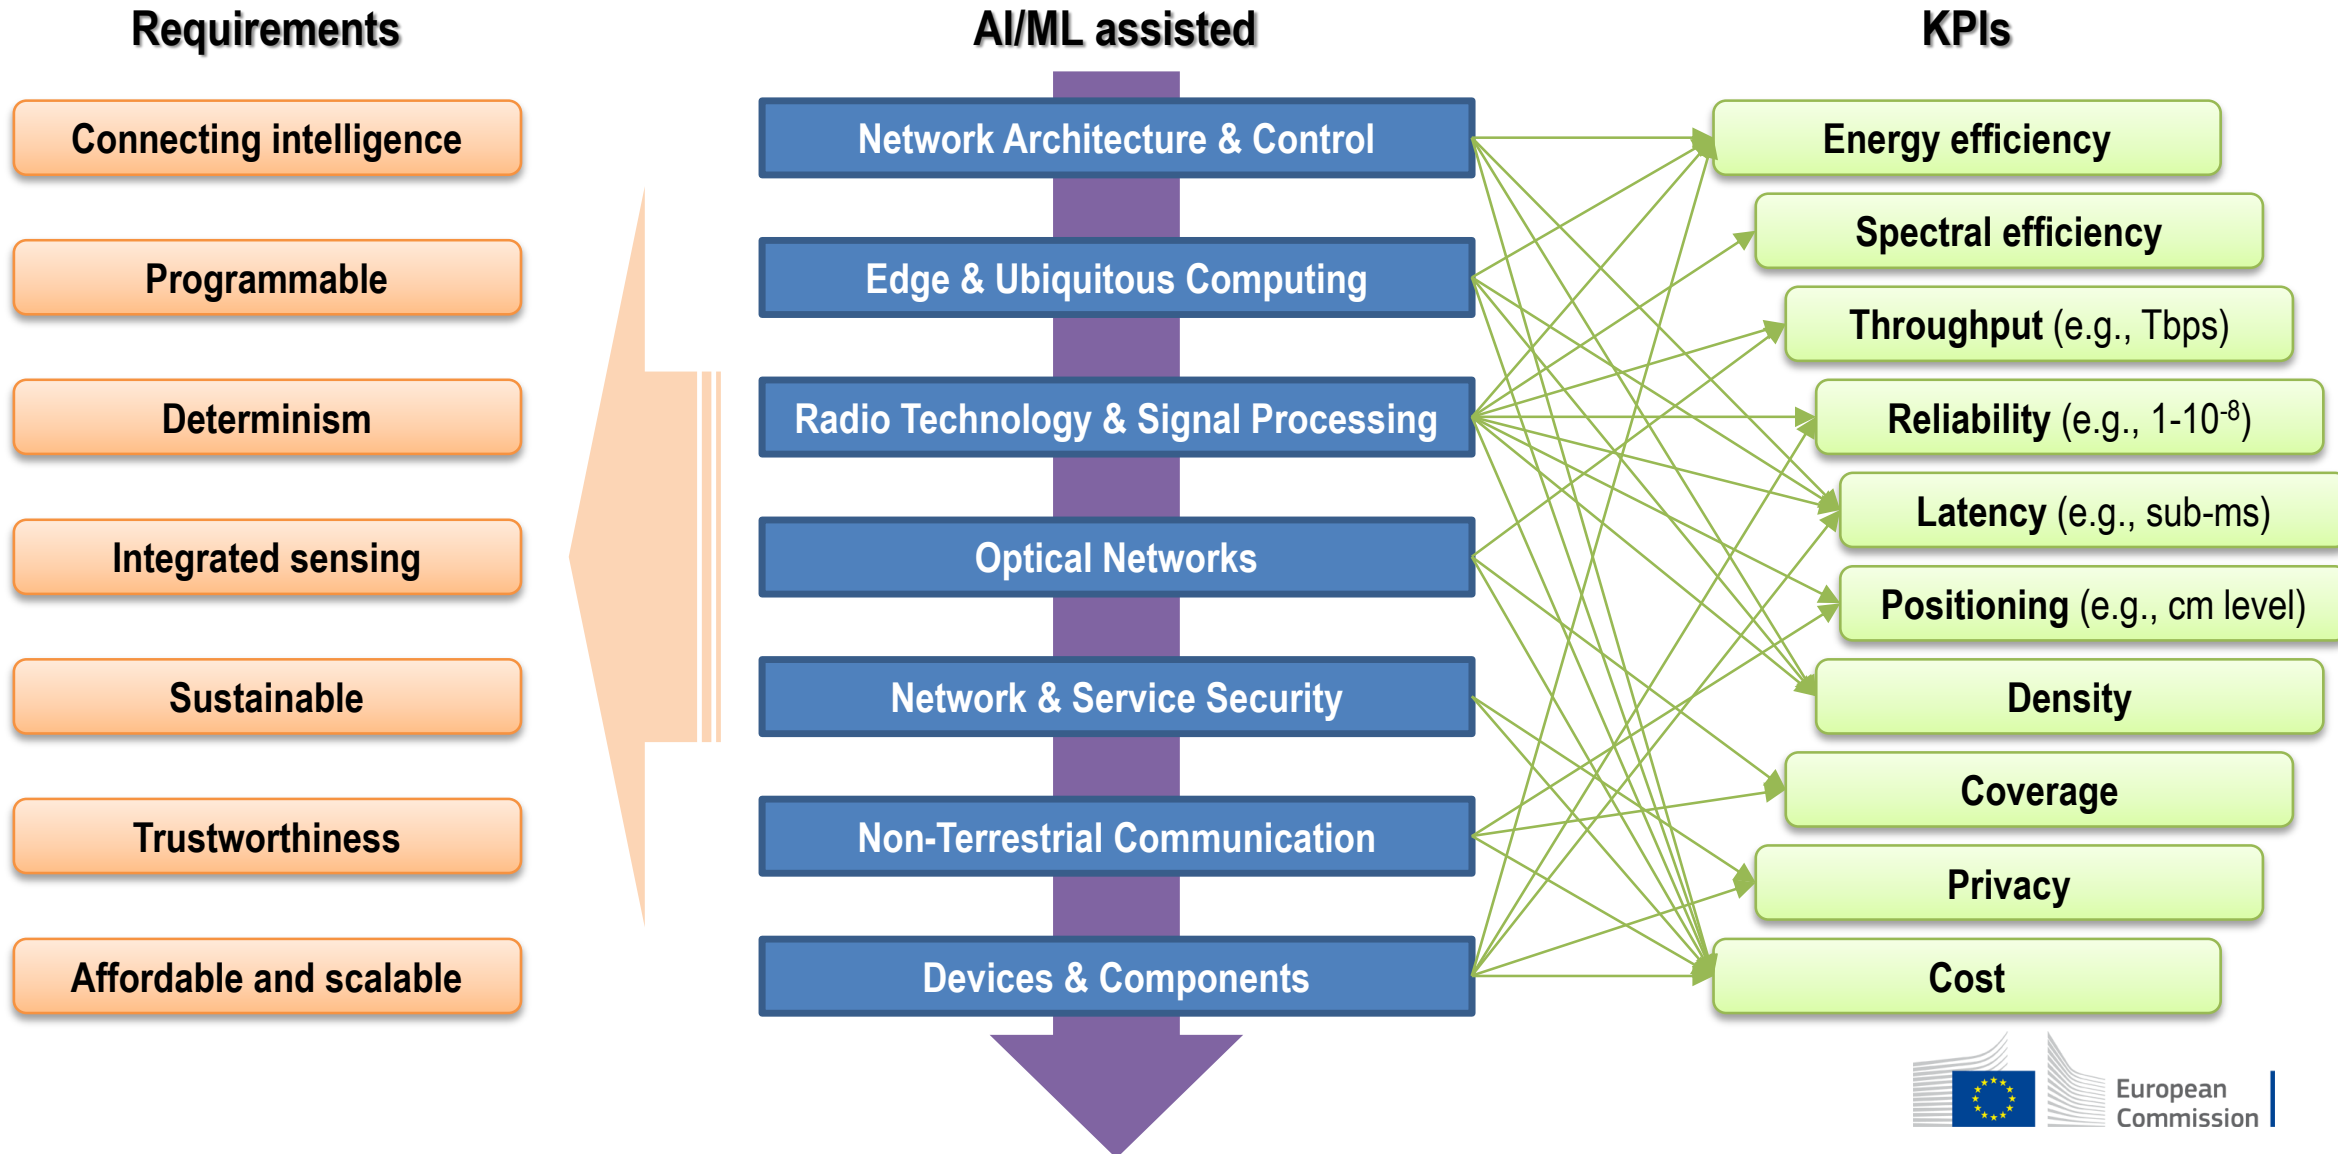 Requirements
AI/ML assisted
KPIs
Connecting intelligence
Programmable
Determinism
Integrated sensing
Sustainable
Trustworthiness
Affordable and scalable
Network Architecture & Control
Edge & Ubiquitous Computing
Radio Technology & Signal Processing
Optical Networks
Network & Service Security
Non-Terrestrial Communication
Devices & Components
Energy efficiency
Spectral efficiency
Throughput (e.g., Tbps)
Reliability (e.g., 1-10⁻⁸)
Latency (e.g., sub-ms)
Positioning (e.g., cm level)
Density
Coverage
Privacy
Cost
European
Commission